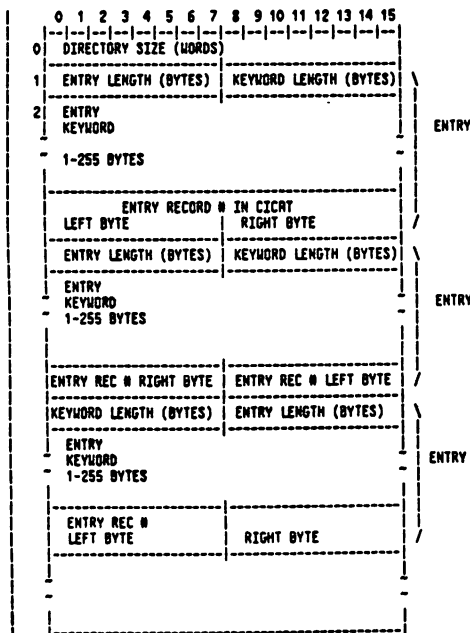 0 1 2 3 4 5 6 7 8 9 10 11 12 13 14 15
0 DIRECTORY SIZE (WORDS)
1 ENTRY LENGTH (BYTES) KEYWORD LENGTH (BYTES)
2 ENTRY
KEYWORD
ENTRY
1-255 BYTES
ENTRY RECORD # IN CICAT
LEFT BYTE RIGHT BYTE
ENTRY LENGTH (BYTES) KEYWORD LENGTH (BYTES)
ENTRY
KEYWORD
1-255 BYTES
ENTRY
ENTRY REC # RIGHT BYTE ENTRY REC # LEFT BYTE
KEYWORD LENGTH (BYTES) ENTRY LENGTH (BYTES)
ENTRY
KEYWORD
1-255 BYTES
ENTRY
ENTRY REC #
LEFT BYTE RIGHT BYTE